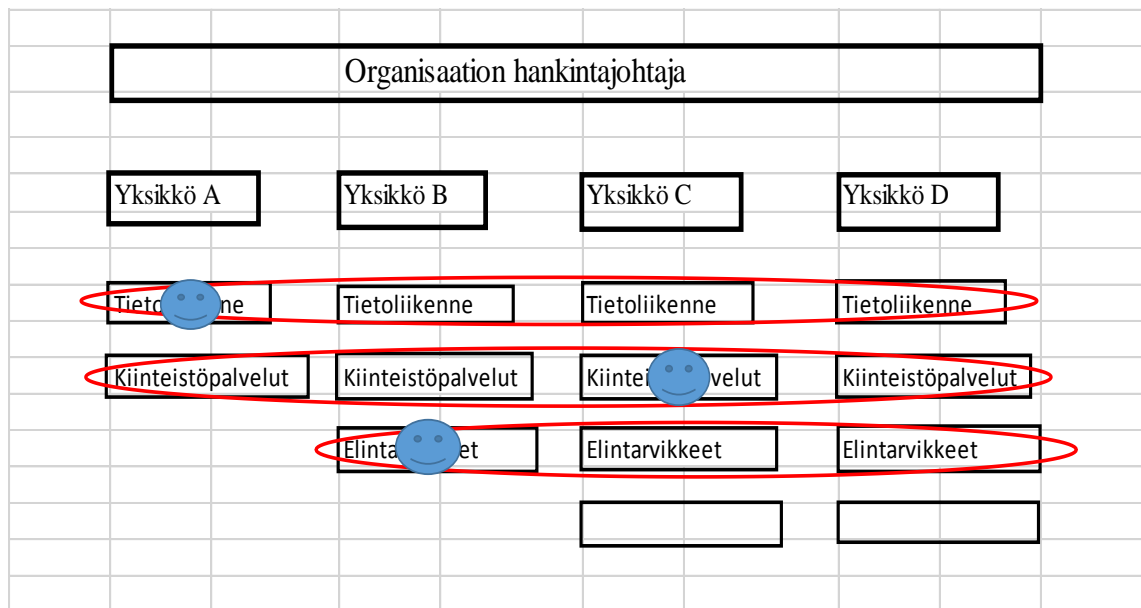 Organisaation hankintajohtaja
Yksikkö A
Yksikkö B
Yksikkö C
Yksikkö D
Tietoliikenne
Tietoliikenne
Tietoliikenne
Kiinteistöpalvelut
Kiinteistöpalvelut
Kiinteistöpalvelut
Elintarvikkeet
Elintarvikkeet